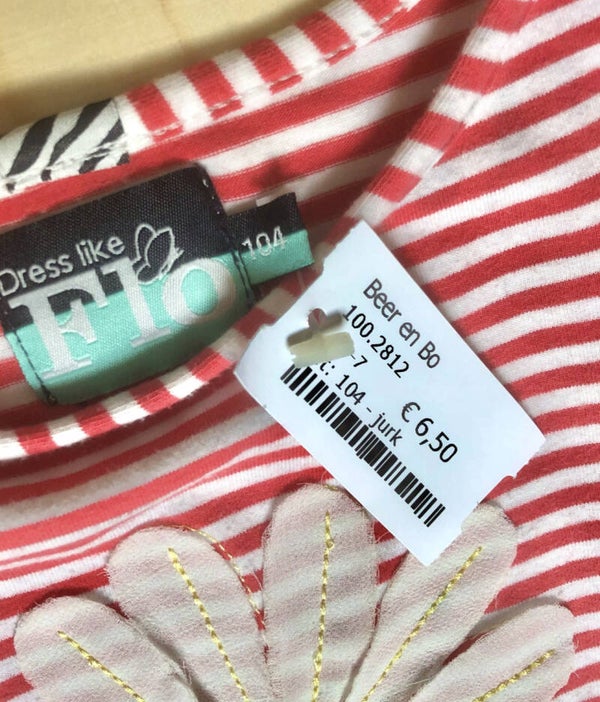 Dress like
Flo
104
Beer en Bo
100.2812
-7
t: 104 - jurk
€ 6,50